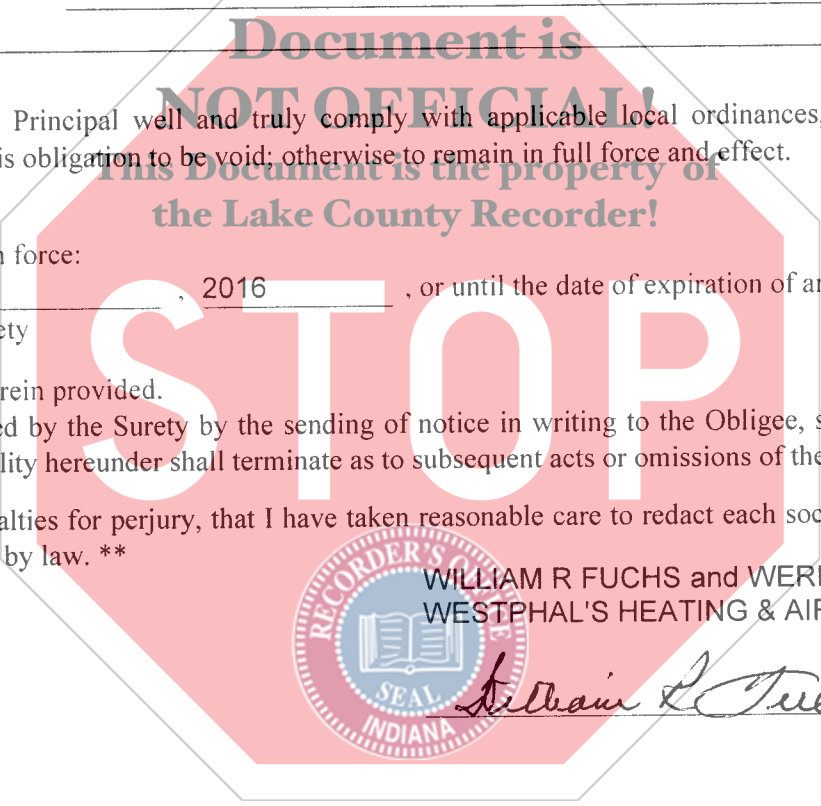 Document is
NOT OFFICIAL!
Principal well and truly comply with applicable local ordinances,
is obligation to be void; otherwise to remain in full force and effect.
This Document is the property of
the Lake County Recorder!
n force:
, 2016 , or until the date of expiration of an
ety
rein provided.
ed by the Surety by the sending of notice in writing to the Obligee, s
lity hereunder shall terminate as to subsequent acts or omissions of the
STOP
alties for perjury, that I have taken reasonable care to redact each soc
by law. **
WILLIAM R FUCHS and WER
WESTPHAL'S HEATING & AIR
RECORDER'S OFFICE
SEAL
INDIANA
William R Fuc